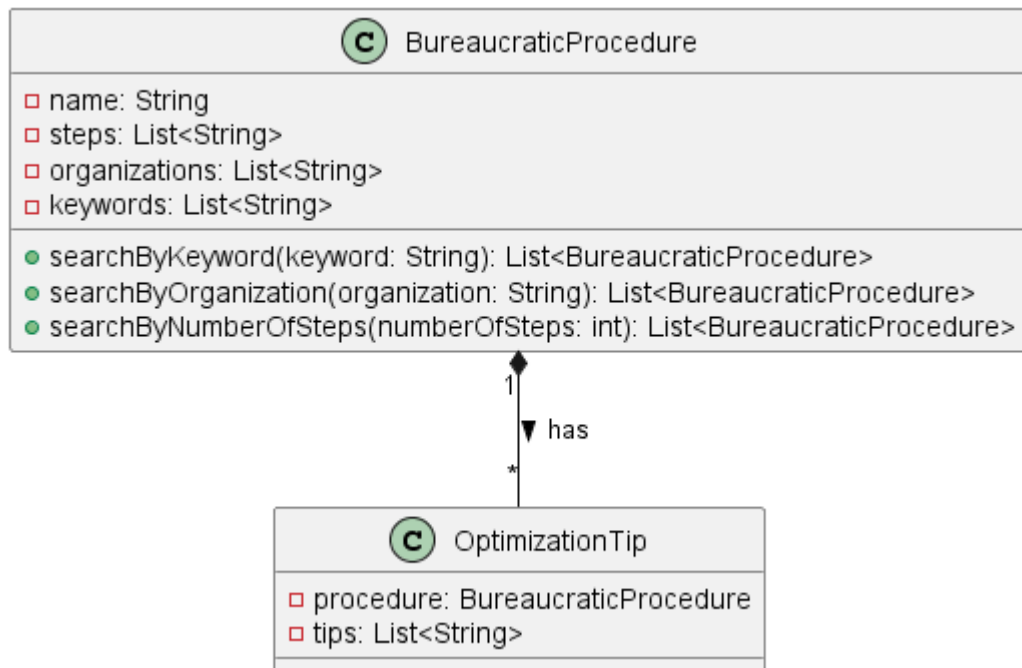 C BureaucraticProcedure
name: String
steps: List<String>
organizations: List<String>
keywords: List<String>
searchByKeyword(keyword: String): List<BureaucraticProcedure>
searchByOrganization(organization: String): List<BureaucraticProcedure>
searchByNumberOfSteps(numberOfSteps: int): List<BureaucraticProcedure>
1
has
*
C OptimizationTip
procedure: BureaucraticProcedure
tips: List<String>